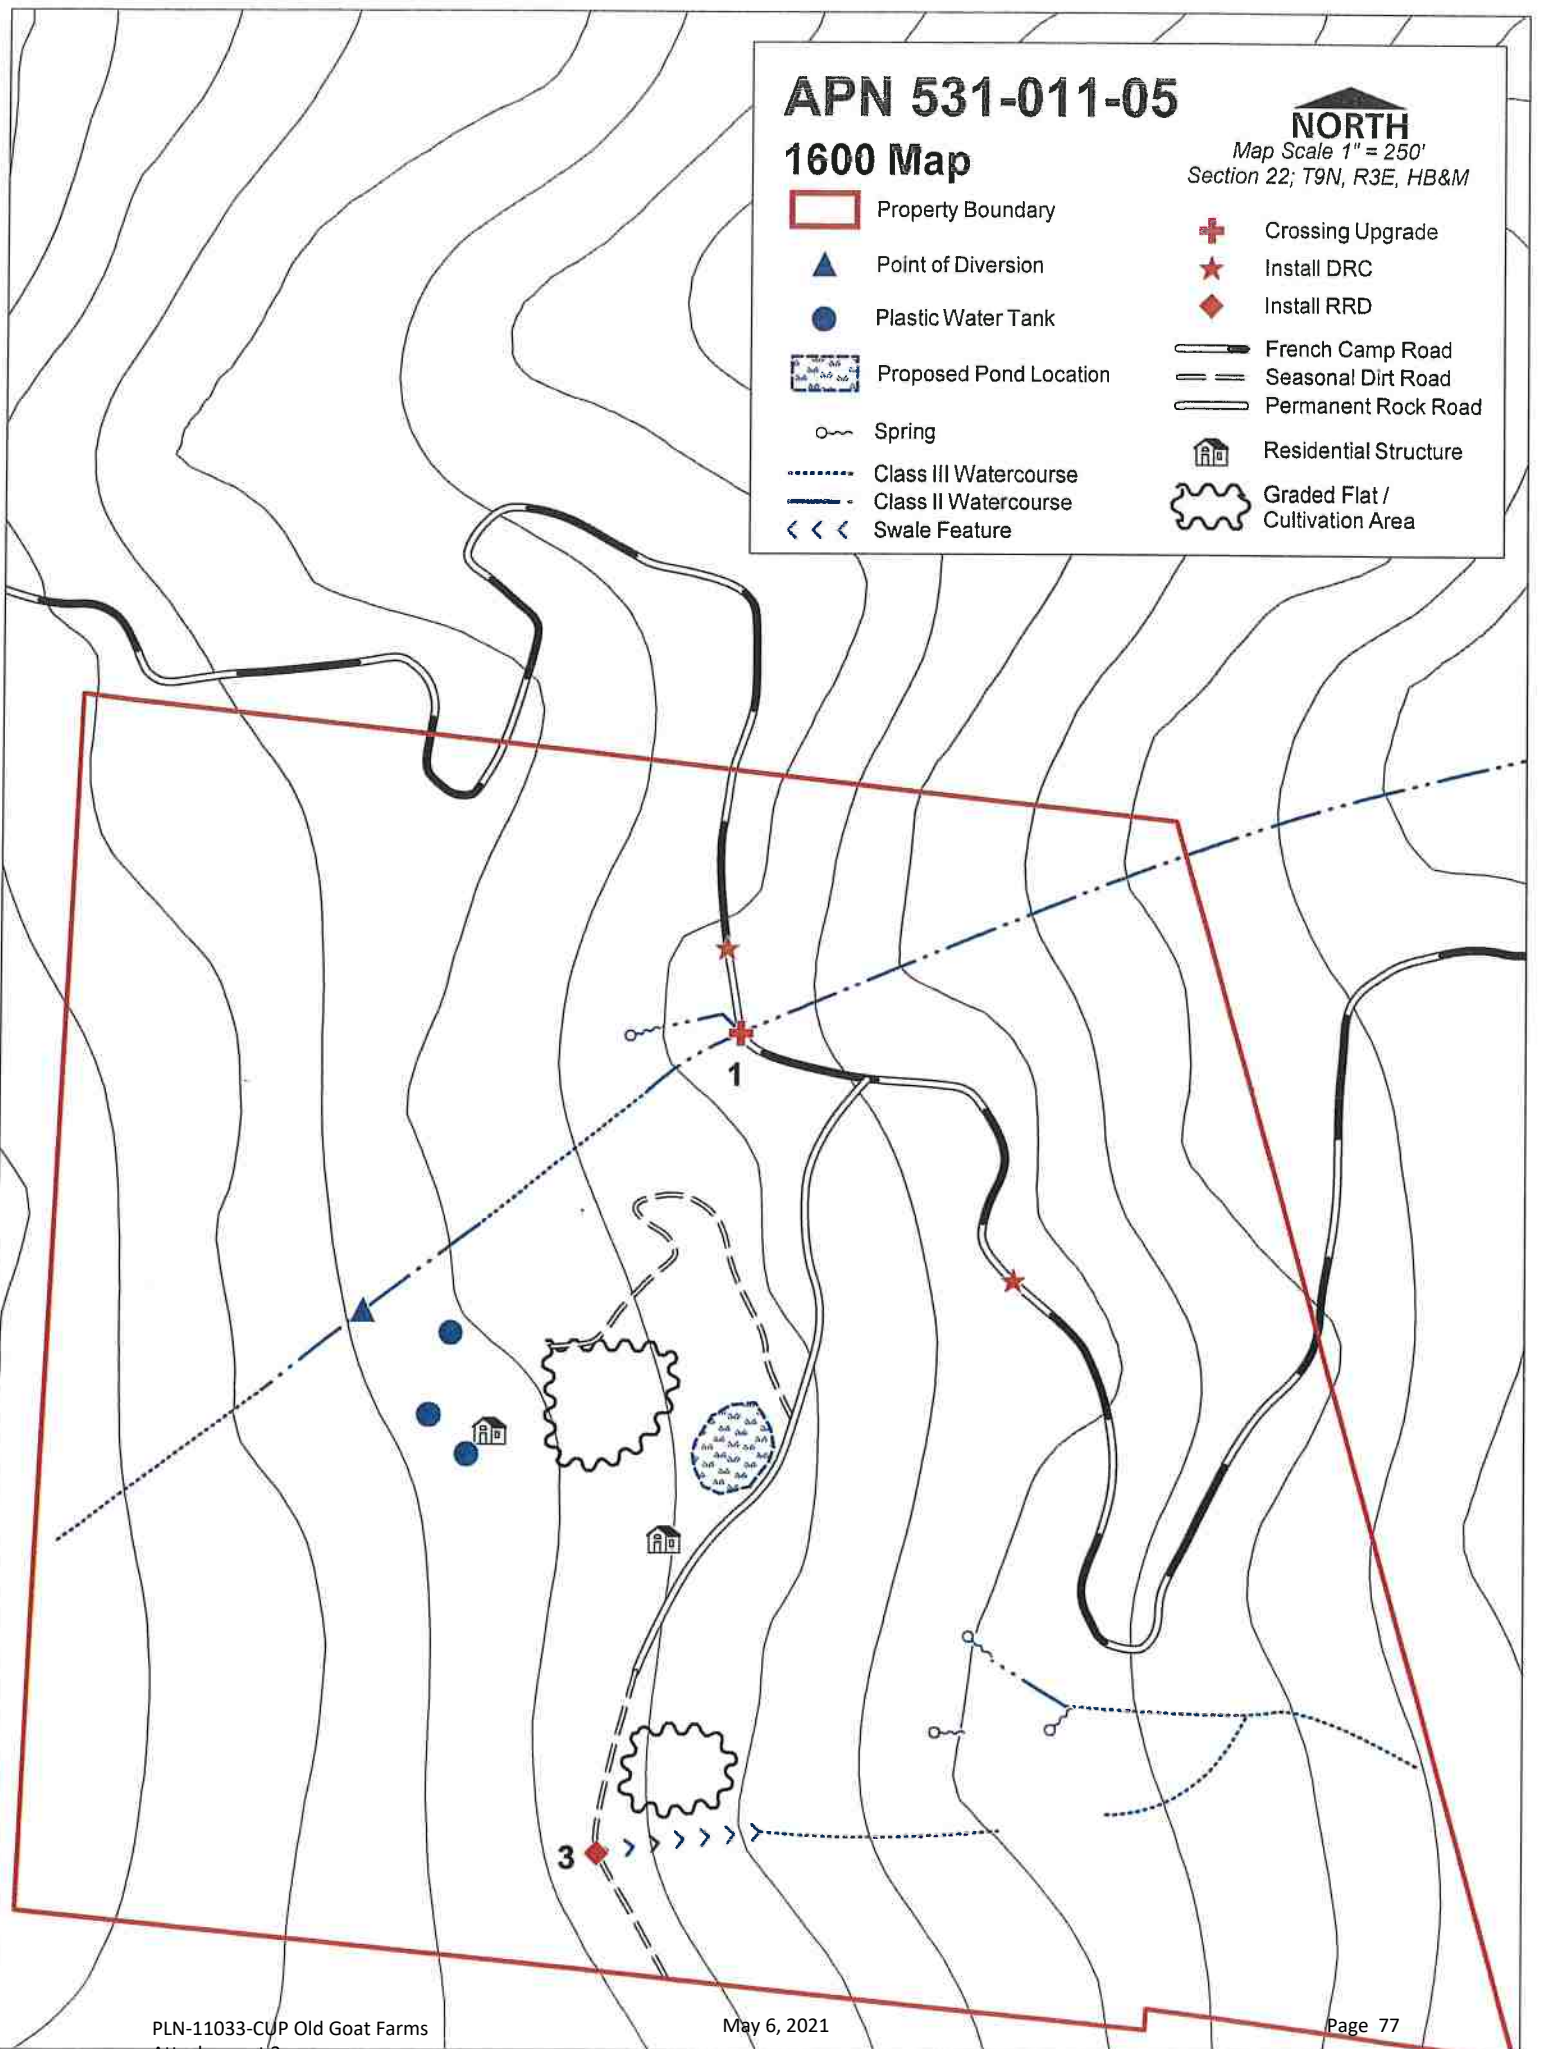 APN 531-011-05
1600 Map
NORTH
Map Scale 1" = 250'
Section 22; T9N, R3E, HB&M
Property Boundary
Point of Diversion
Plastic Water Tank
Proposed Pond Location
Spring
Class III Watercourse
Class II Watercourse
Swale Feature
Crossing Upgrade
Install DRC
Install RRD
French Camp Road
Seasonal Dirt Road
Permanent Rock Road
Residential Structure
Graded Flat /
Cultivation Area
1
3
PLN-11033-CUP Old Goat Farms
May 6, 2021
Page 77